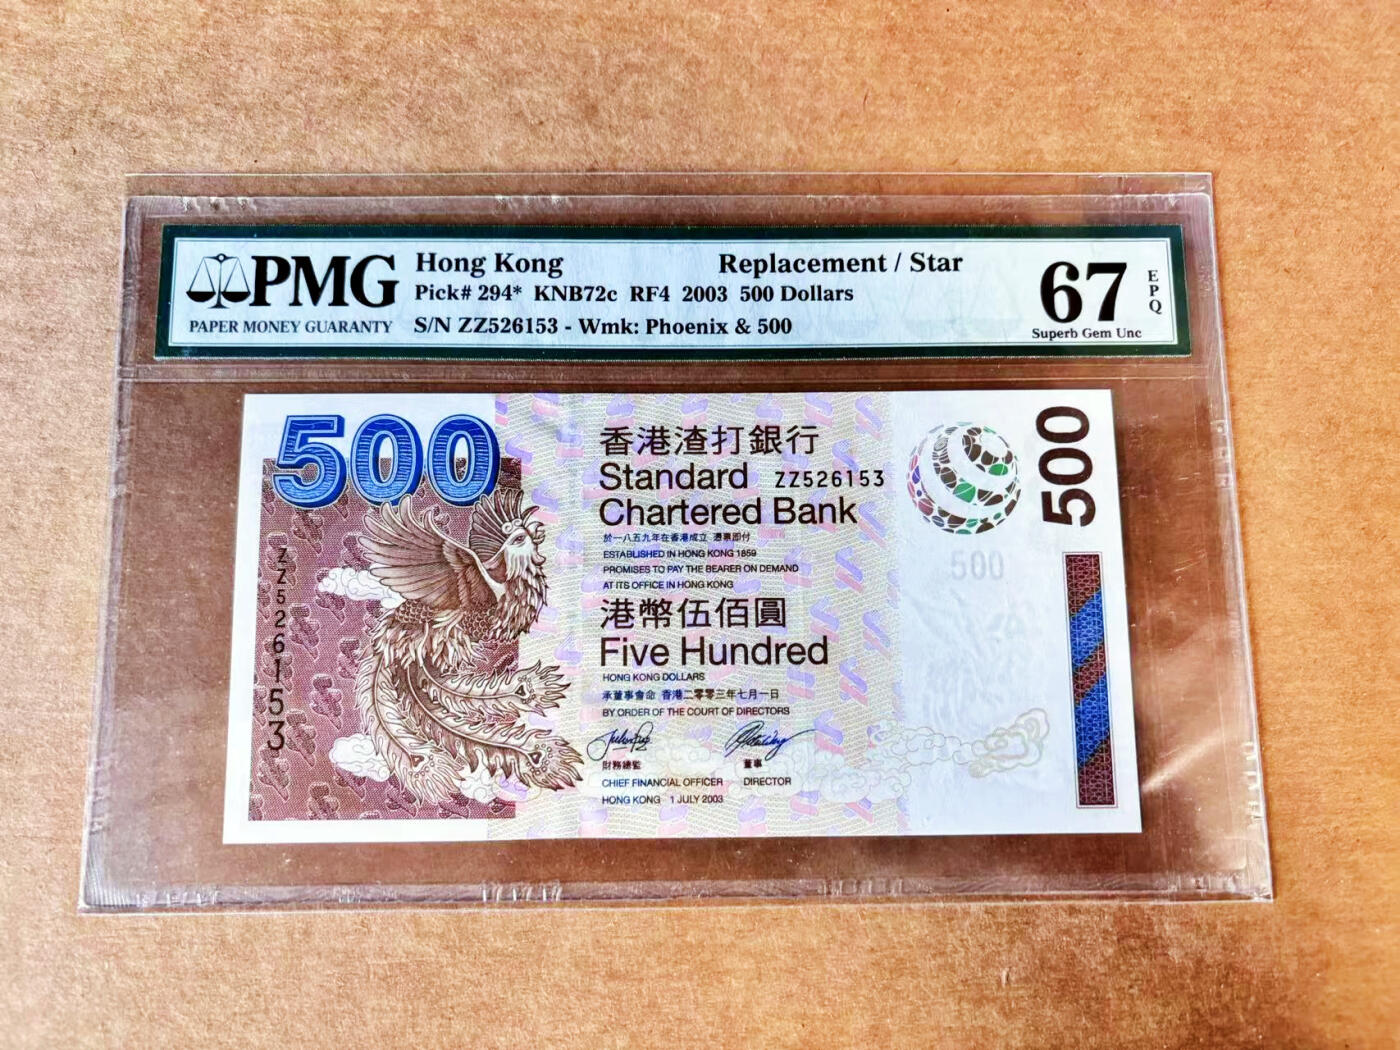 PMG
PAPER MONEY GUARANTY
Hong Kong Replacement / Star
Pick# 294* KNB72c RF4 2003 500 Dollars
S/N ZZ526153 - Wmk: Phoenix & 500
67 EPQ
Superb Gem Unc
500
香港渣打銀行
Standard ZZ526153
Chartered Bank
於一八五九年在香港成立 憑票即付
ESTABLISHED IN HONG KONG 1859
PROMISES TO PAY THE BEARER ON DEMAND
AT ITS OFFICE IN HONG KONG
港幣伍佰圓
Five Hundred
HONG KONG DOLLARS
承董事會命 香港二零零三年七月一日
BY ORDER OF THE COURT OF DIRECTORS
財務總監 董事
CHIEF FINANCIAL OFFICER DIRECTOR
HONG KONG 1 JULY 2003
ZZ526153
500
500